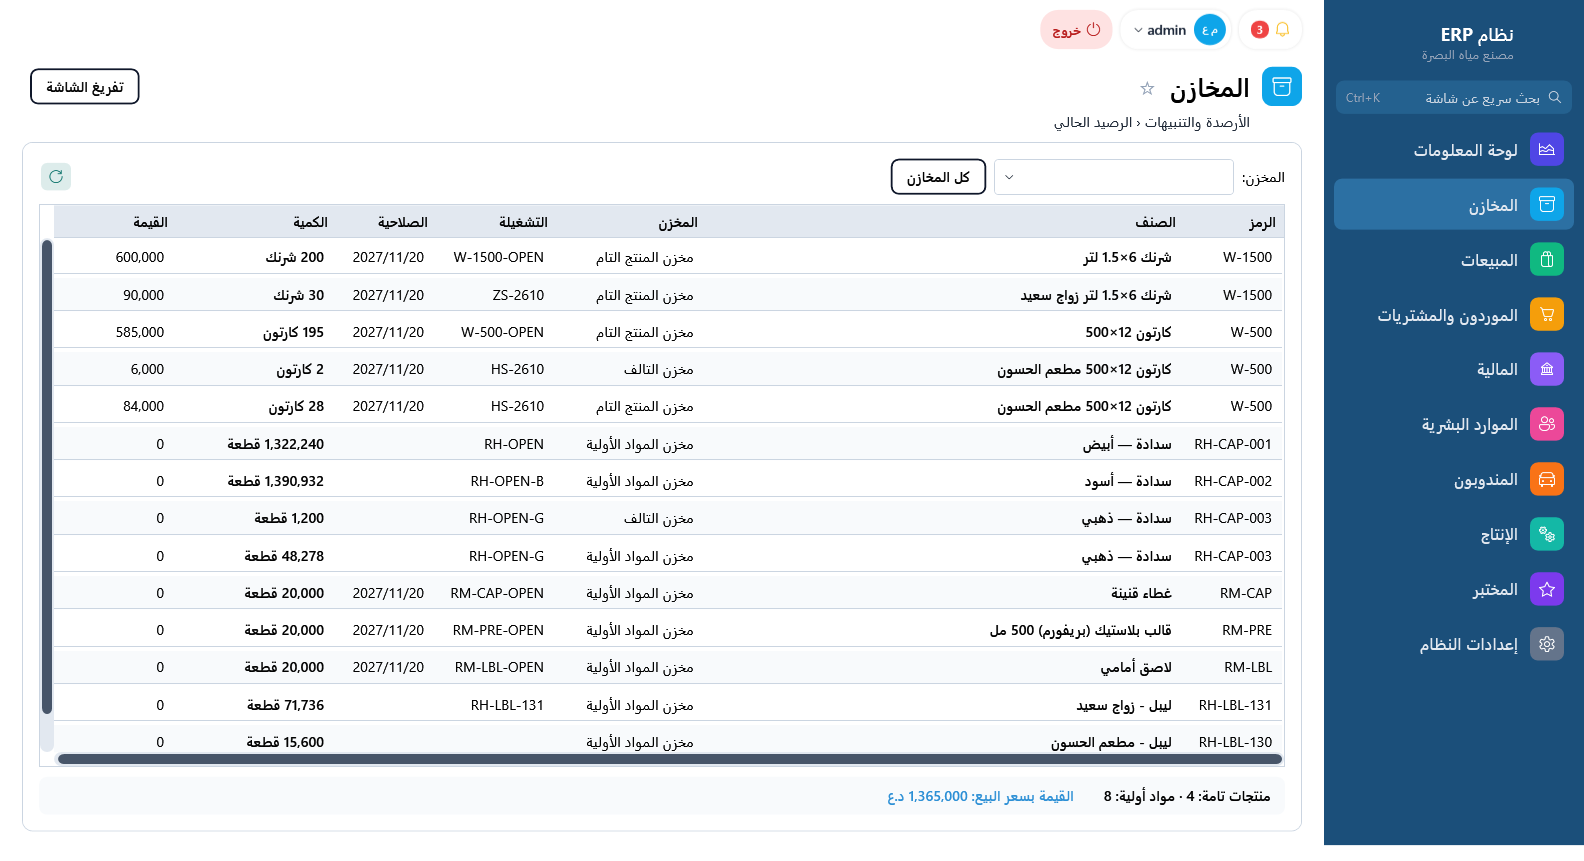 نظام ERP
مصنع مياه البصرة
بحث سريع عن شاشة Ctrl+K
لوحة المعلومات
المخازن
المبيعات
الموردون والمشتريات
المالية
الموارد البشرية
المندوبون
الإنتاج
المختبر
إعدادات النظام
3
م ع admin
خروج
المخازن
الأرصدة والتنبيهات › الرصيد الحالي
تفريغ الشاشة
المخزن: كل المخازن
الرمز الصنف المخزن التشغيلة الصلاحية الكمية القيمة
W-1500 شرنك 6×1.5 لتر مخزن المنتج التام W-1500-OPEN 2027/11/20 200 شرنك 600,000
W-1500 شرنك 6×1.5 لتر زواج سعيد مخزن المنتج التام ZS-2610 2027/11/20 30 شرنك 90,000
W-500 كارتون 12×500 مخزن المنتج التام W-500-OPEN 2027/11/20 195 كارتون 585,000
W-500 كارتون 12×500 مطعم الحسون مخزن التالف HS-2610 2027/11/20 2 كارتون 6,000
W-500 كارتون 12×500 مطعم الحسون مخزن المنتج التام HS-2610 2027/11/20 28 كارتون 84,000
RH-CAP-001 سدادة — أبيض مخزن المواد الأولية RH-OPEN 1,322,240 قطعة 0
RH-CAP-002 سدادة — أسود مخزن المواد الأولية RH-OPEN-B 1,390,932 قطعة 0
RH-CAP-003 سدادة — ذهبي مخزن التالف RH-OPEN-G 1,200 قطعة 0
RH-CAP-003 سدادة — ذهبي مخزن المواد الأولية RH-OPEN-G 48,278 قطعة 0
RM-CAP غطاء قنينة مخزن المواد الأولية RM-CAP-OPEN 2027/11/20 20,000 قطعة 0
RM-PRE قالب بلاستيك (بريفورم) 500 مل مخزن المواد الأولية RM-PRE-OPEN 2027/11/20 20,000 قطعة 0
RM-LBL لاصق أمامي مخزن المواد الأولية RM-LBL-OPEN 2027/11/20 20,000 قطعة 0
RH-LBL-131 ليبل - زواج سعيد مخزن المواد الأولية RH-LBL-131 71,736 قطعة 0
RH-LBL-130 ليبل - مطعم الحسون مخزن المواد الأولية 15,600 قطعة 0
منتجات تامة: 4 · مواد أولية: 8 القيمة بسعر البيع: 1,365,000 د.ع